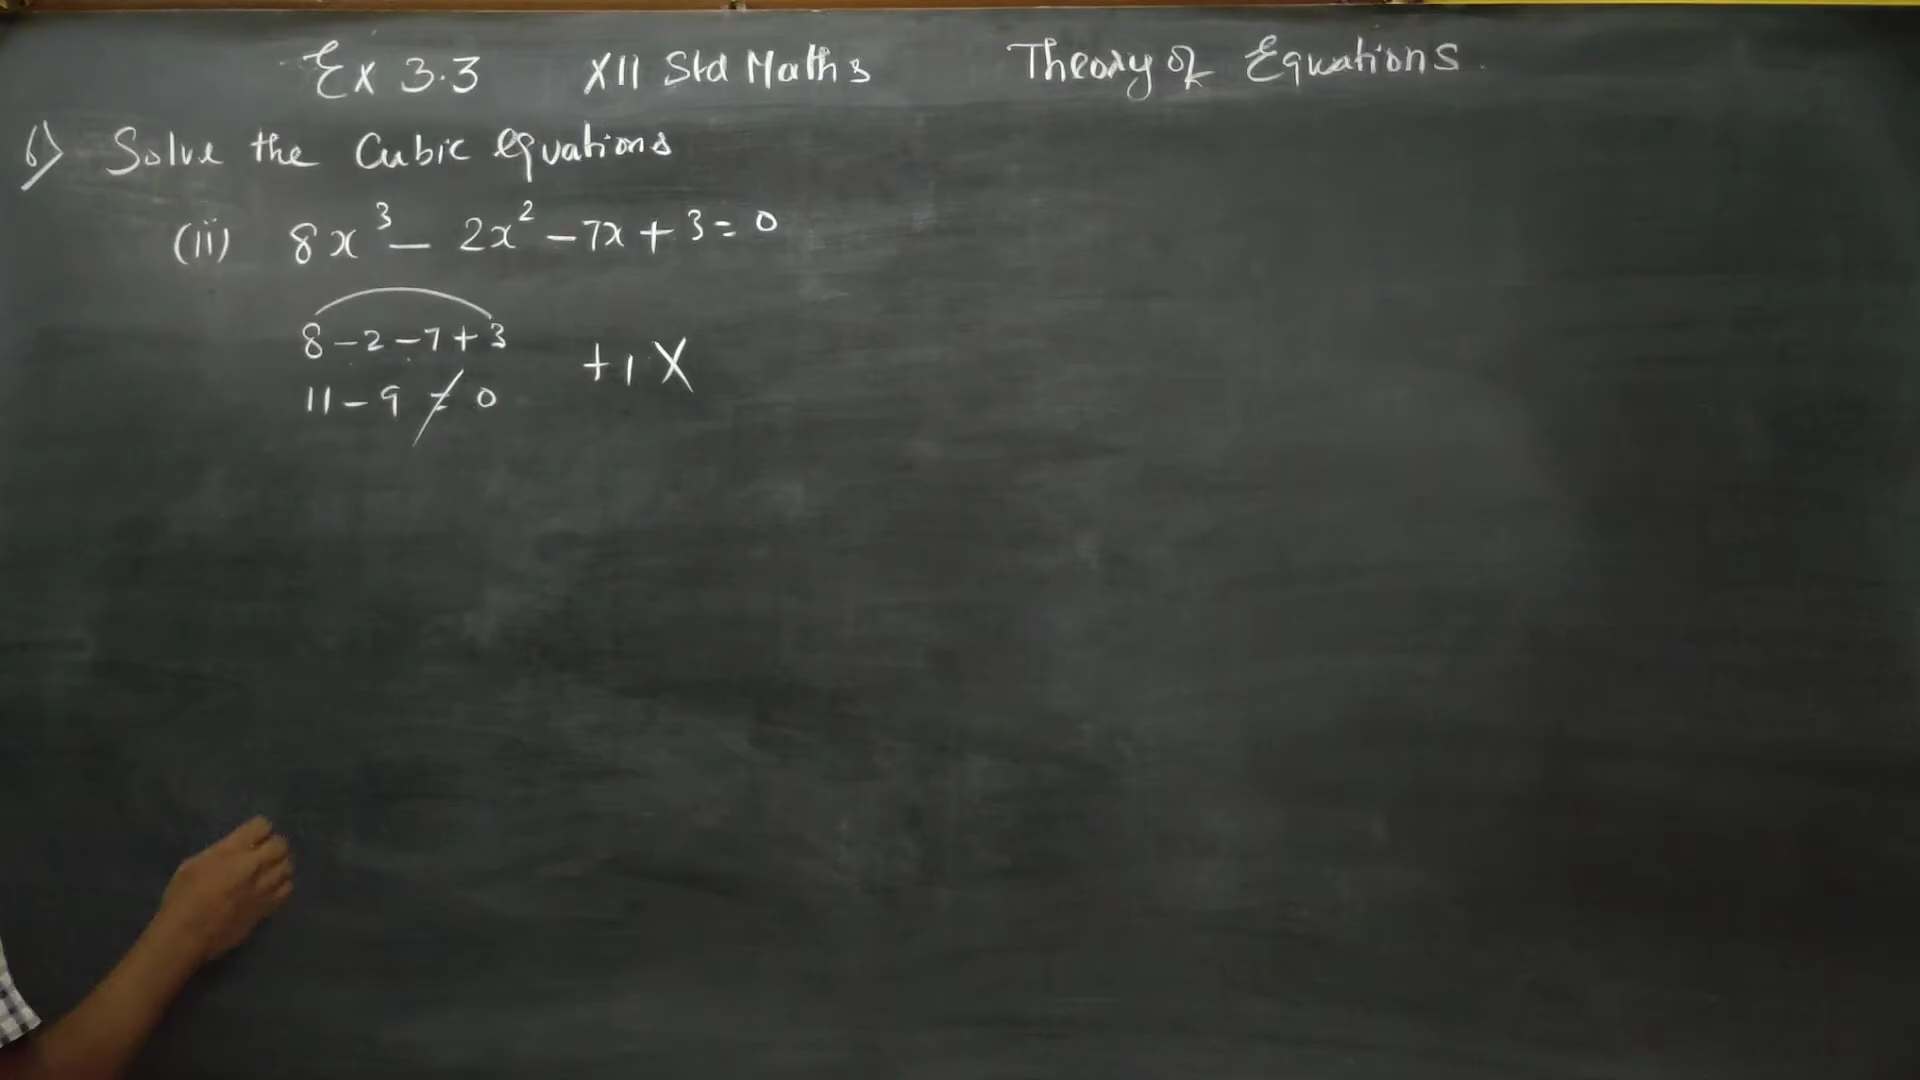 Ex 3.3 XII Std Maths Theory of Equations
6) Solve the Cubic equations
(ii) 8x³ - 2x² - 7x + 3 = 0
8 - 2 - 7 + 3
+1 X
11 - 9 ≠ 0